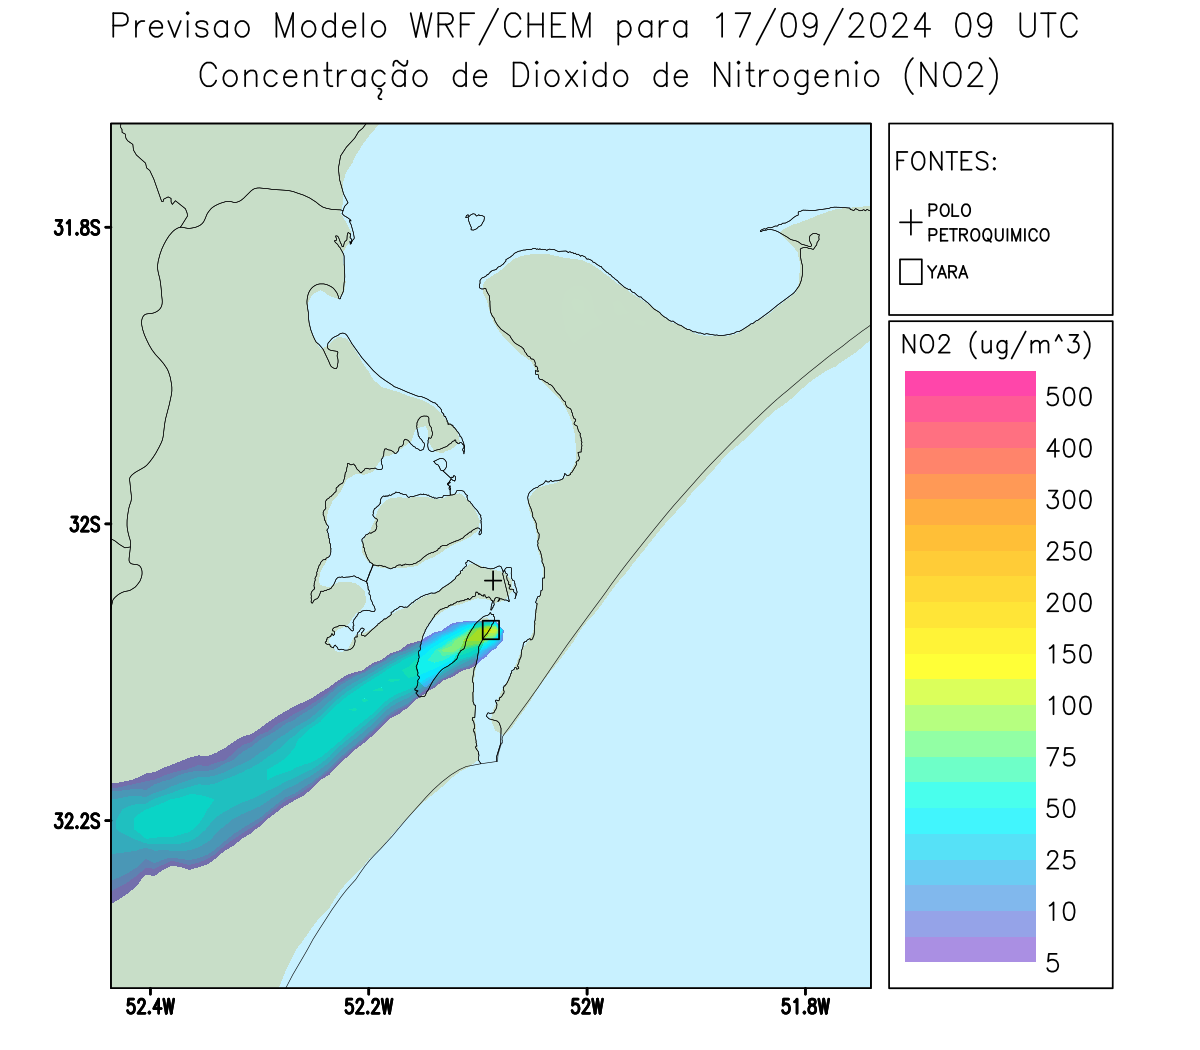 Previsao Modelo WRF/CHEM para 17/09/2024 09 UTC
Concentração de Dioxido de Nitrogenio (NO2)
FONTES:
POLO
PETROQUIMICO
YARA
NO2 (ug/m^3)
500
400
300
250
200
150
100
75
50
25
10
5
31.8S
32S
32.2S
52.4W
52.2W
52W
51.8W